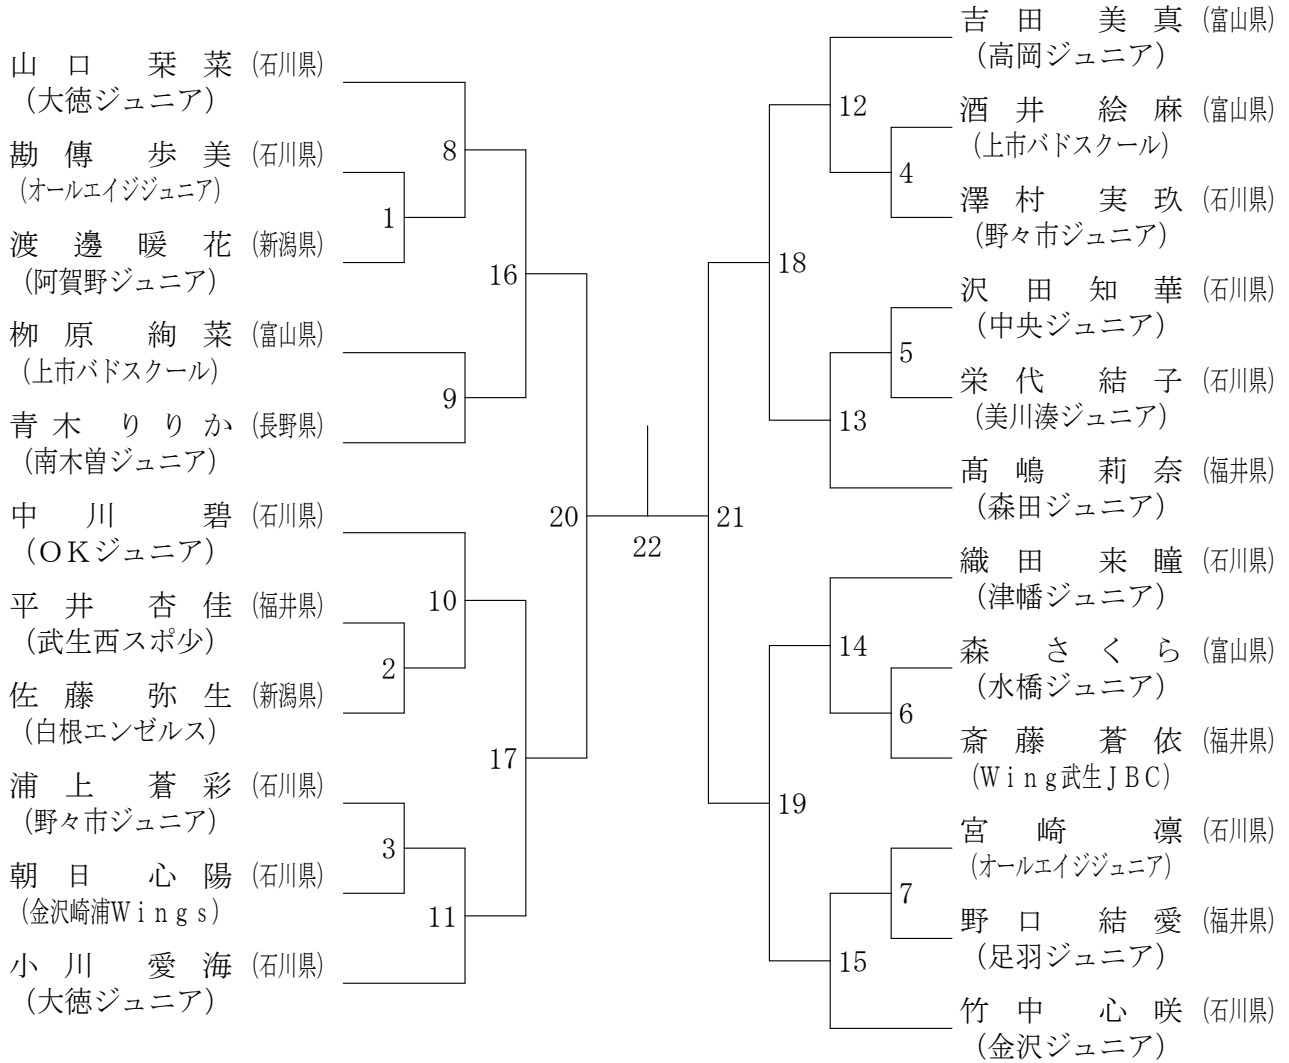 山口 栞菜 (石川県)
(大徳ジュニア)
勘傳 歩美 (石川県)
(オールエイジジュニア)
渡邊暖花 (新潟県)
(阿賀野ジュニア)
栁原 絢菜 (富山県)
(上市バドスクール)
青木 りりか (長野県)
(南木曽ジュニア)
中川 碧 (石川県)
(OKジュニア)
平井 杏佳 (福井県)
(武生西スポ少)
佐藤 弥生 (新潟県)
(白根エンゼルス)
浦上 蒼彩 (石川県)
(野々市ジュニア)
朝日 心陽 (石川県)
(金沢崎浦Wings)
小川 愛海 (石川県)
(大徳ジュニア)
8
1
16
9
10
2
17
3
11
20
22
21
18
12
4
5
13
14
6
19
7
15
吉田 美真 (富山県)
(高岡ジュニア)
酒井 絵麻 (富山県)
(上市バドスクール)
澤村 実玖 (石川県)
(野々市ジュニア)
沢田知華 (石川県)
(中央ジュニア)
栄代 結子 (石川県)
(美川湊ジュニア)
髙嶋 莉奈 (福井県)
(森田ジュニア)
織田 来瞳 (石川県)
(津幡ジュニア)
森 さくら (富山県)
(水橋ジュニア)
斎藤 蒼依 (福井県)
(Wing武生JBC)
宮崎 凛 (石川県)
(オールエイジジュニア)
野口 結愛 (福井県)
(足羽ジュニア)
竹中 心咲 (石川県)
(金沢ジュニア)